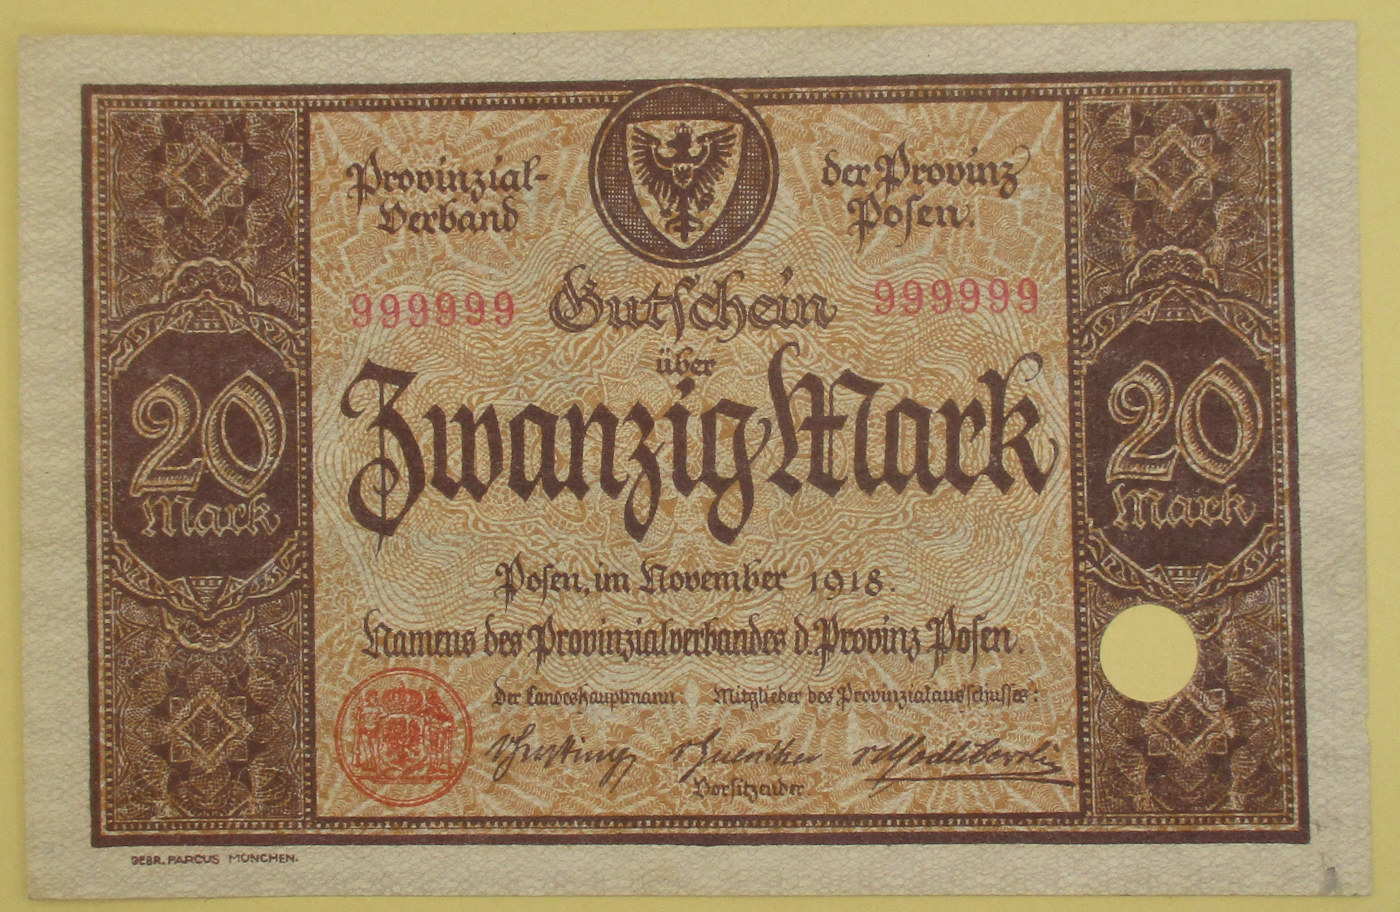 Provinzial-
Verband
der Provinz
Posen.
999999
Gutschein
999999
über
Zwanzig Mark
20
Mark
20
Mark
Posen, im November 1918.
Namens des Provinzialverbandes d. Provinz Posen.
Der Landeshauptmann: Mitglieder des Provinzialausschusses:
Vorsitzender
GEBR. PARCUS MÜNCHEN.